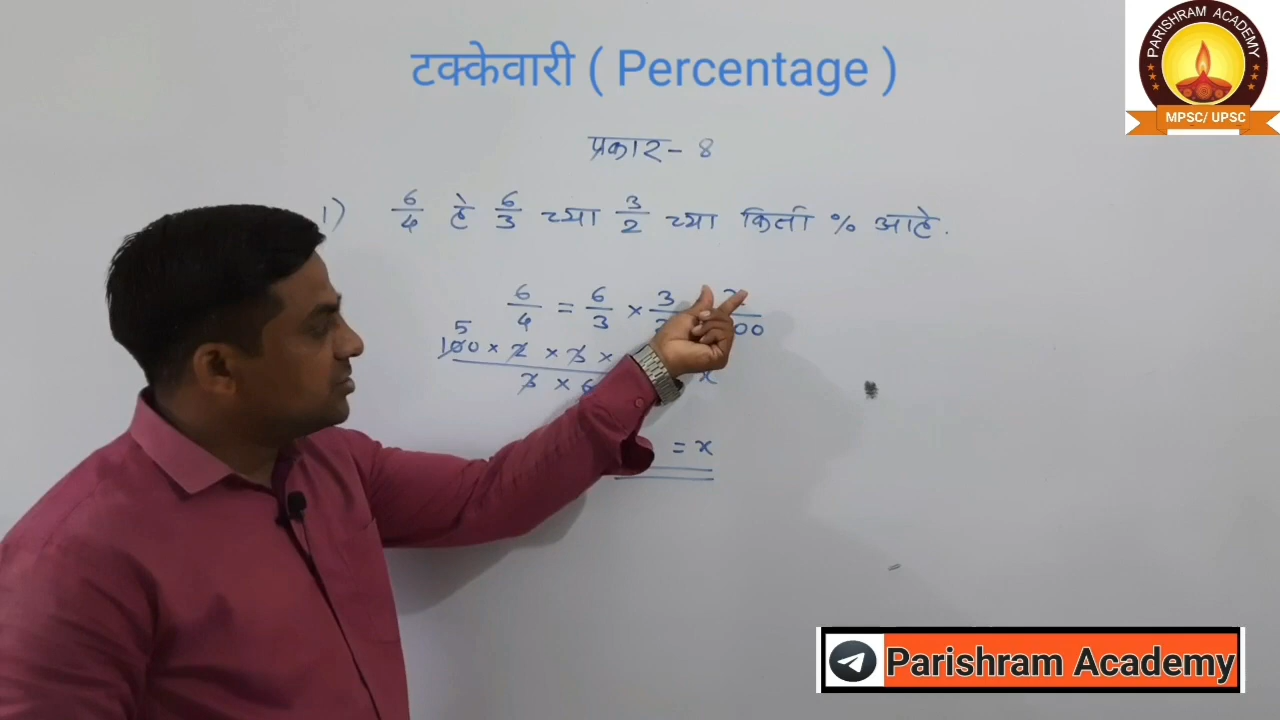 PARISHRAM ACADEMY
MPSC/ UPSC
टक्केवारी ( Percentage )
प्रकार - 8
1) 6/4 हे 6/3 च्या 3/2 च्या किती % आहे.
6/4 = 6/3 × 3
5
100 × 2 × 3 ×
3 × 6 x
= x
Parishram Academy